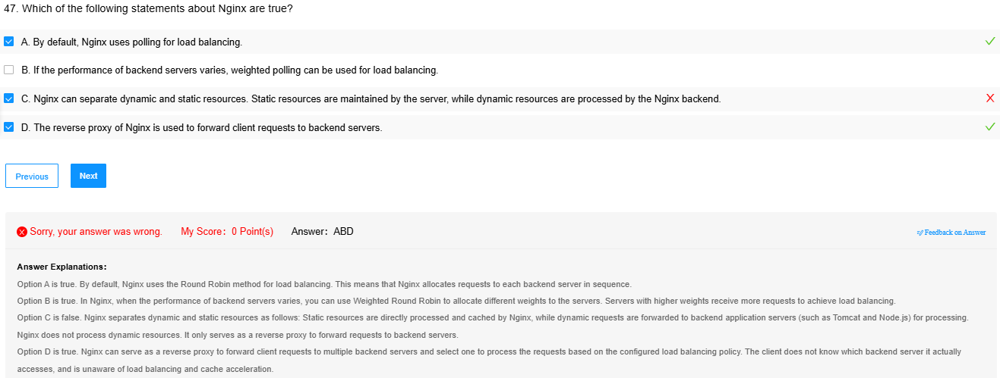 47. Which of the following statements about Nginx are true?
A. By default, Nginx uses polling for load balancing.
B. If the performance of backend servers varies, weighted polling can be used for load balancing.
C. Nginx can separate dynamic and static resources. Static resources are maintained by the server, while dynamic resources are processed by the Nginx backend.
D. The reverse proxy of Nginx is used to forward client requests to backend servers.
Previous Next
Sorry, your answer was wrong. My Score: 0 Point(s) Answer: ABD Feedback on Answer
Answer Explanations:
Option A is true. By default, Nginx uses the Round Robin method for load balancing. This means that Nginx allocates requests to each backend server in sequence.
Option B is true. In Nginx, when the performance of backend servers varies, you can use Weighted Round Robin to allocate different weights to the servers. Servers with higher weights receive more requests to achieve load balancing.
Option C is false. Nginx separates dynamic and static resources as follows: Static resources are directly processed and cached by Nginx, while dynamic requests are forwarded to backend application servers (such as Tomcat and Node.js) for processing.
Nginx does not process dynamic resources. It only serves as a reverse proxy to forward requests to backend servers.
Option D is true. Nginx can serve as a reverse proxy to forward client requests to multiple backend servers and select one to process the requests based on the configured load balancing policy. The client does not know which backend server it actually
accesses, and is unaware of load balancing and cache acceleration.